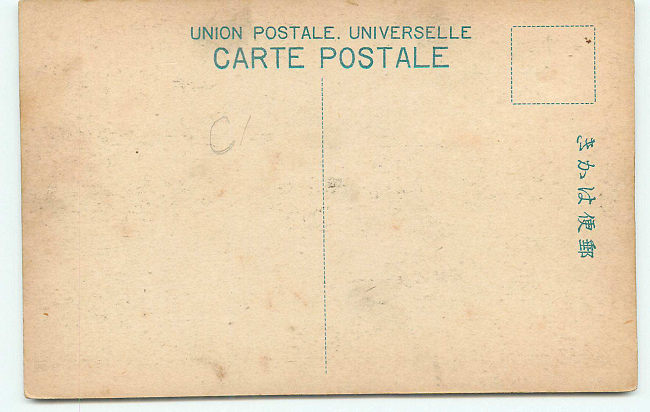 UNION POSTALE. UNIVERSELLE
CARTE POSTALE
郵便はかき